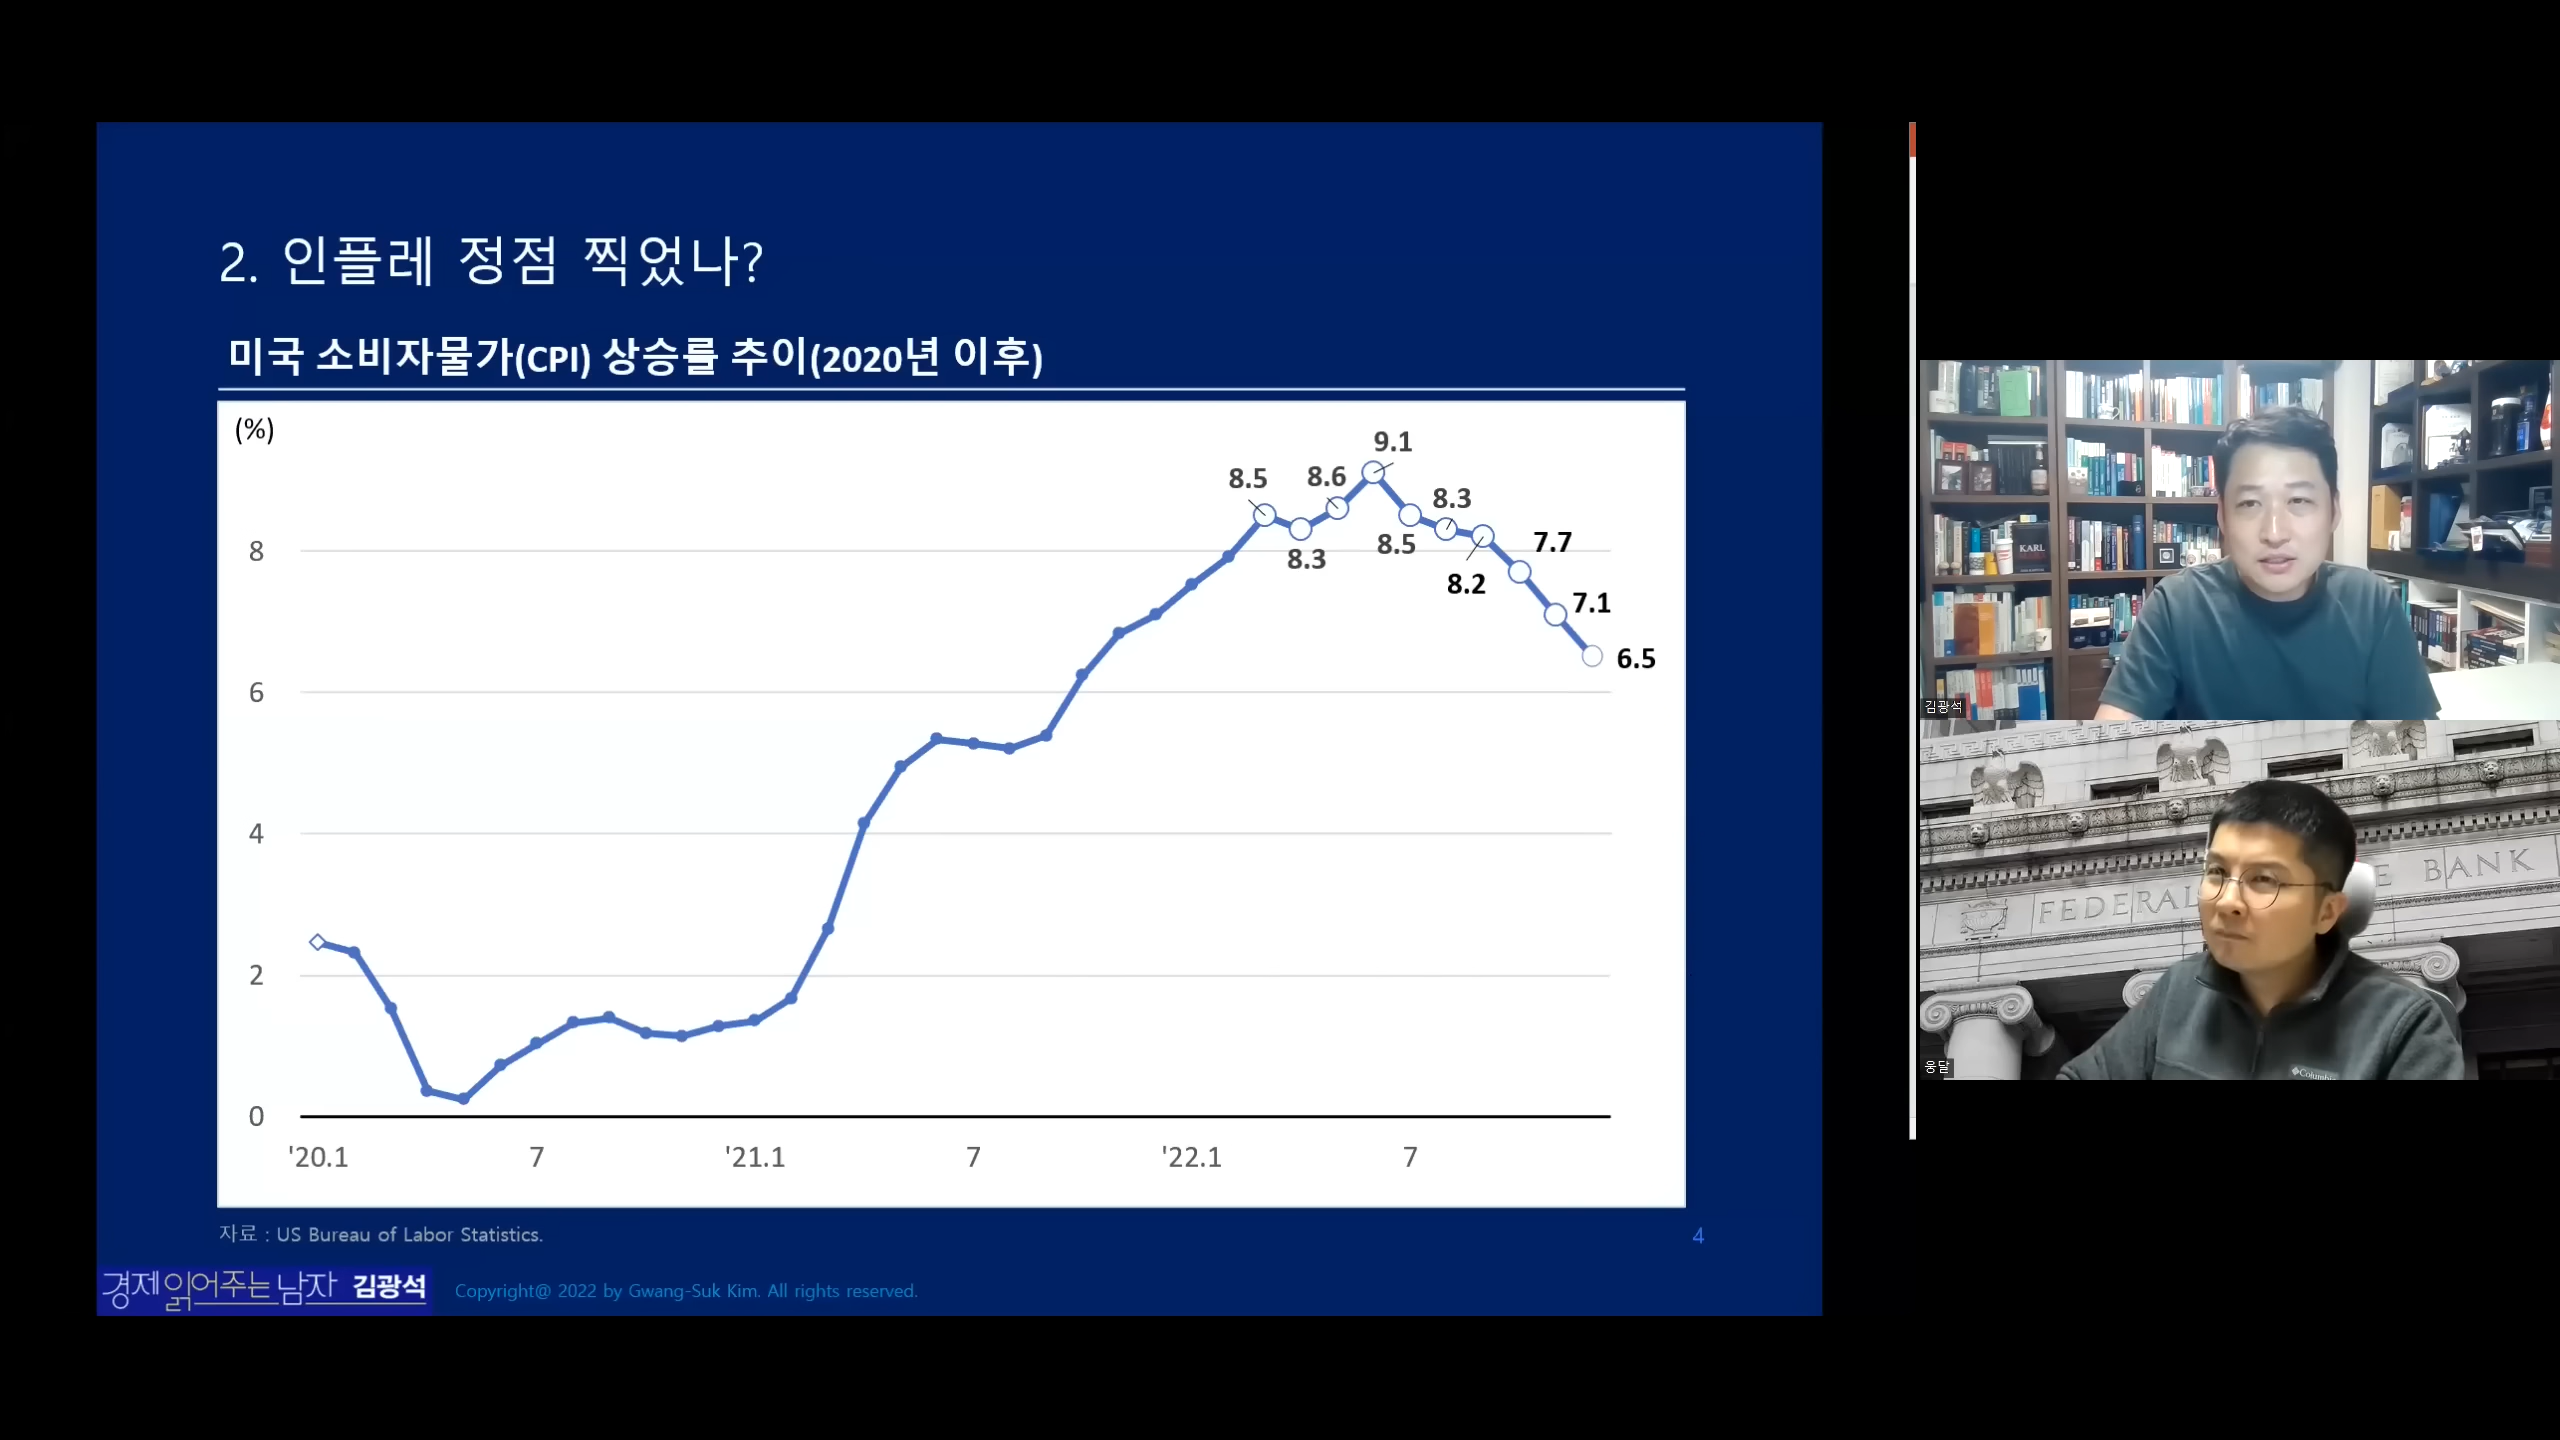 2. 인플레 정점 찍었나?
미국 소비자물가(CPI) 상승률 추이(2020년 이후)
(%)
9.1
8.5
8.6
8.3
8.3
8.5
8.2
7.7
7.1
6.5
8
6
4
2
0
'20.1 7 '21.1 7 '22.1 7
자료 : US Bureau of Labor Statistics.
4
경제 읽어주는 남자 김광석
Copyright@ 2022 by Gwang-Suk Kim. All rights reserved.
KARL
김광석
FEDERAL E BANK
Columbia
웅달